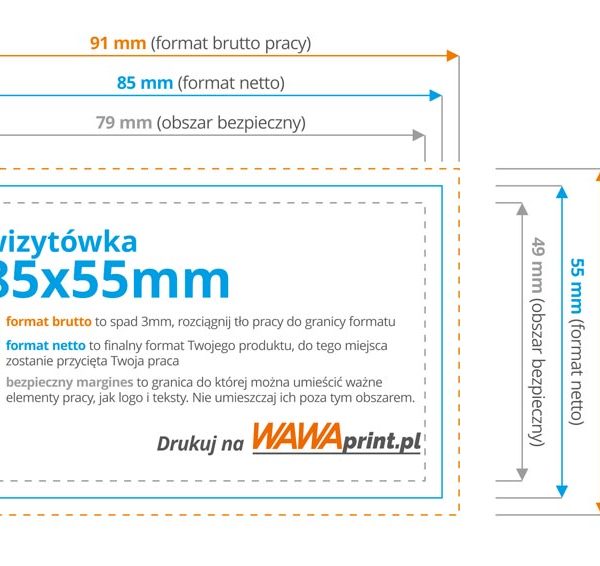 91 mm (format brutto pracy)
85 mm (format netto)
79 mm (obszar bezpieczny)
wizytówka
85x55mm
format brutto to spad 3mm, rozciągnij tło pracy do granicy formatu
format netto to finalny format Twojego produktu, do tego miejsca
zostanie przycięta Twoja praca
bezpieczny margines to granica do której można umieścić ważne
elementy pracy, jak logo i teksty. Nie umieszczaj ich poza tym obszarem.
Drukuj na WAWAprint.pl
49 mm (obszar bezpieczny)
55 mm (format netto)